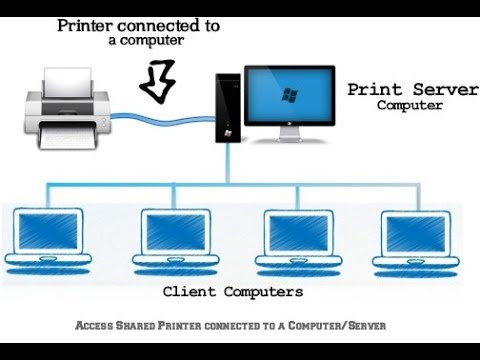 Printer connected to
a computer
Print Server
Computer
Client Computers
Access Shared Printer connected to a Computer/Server